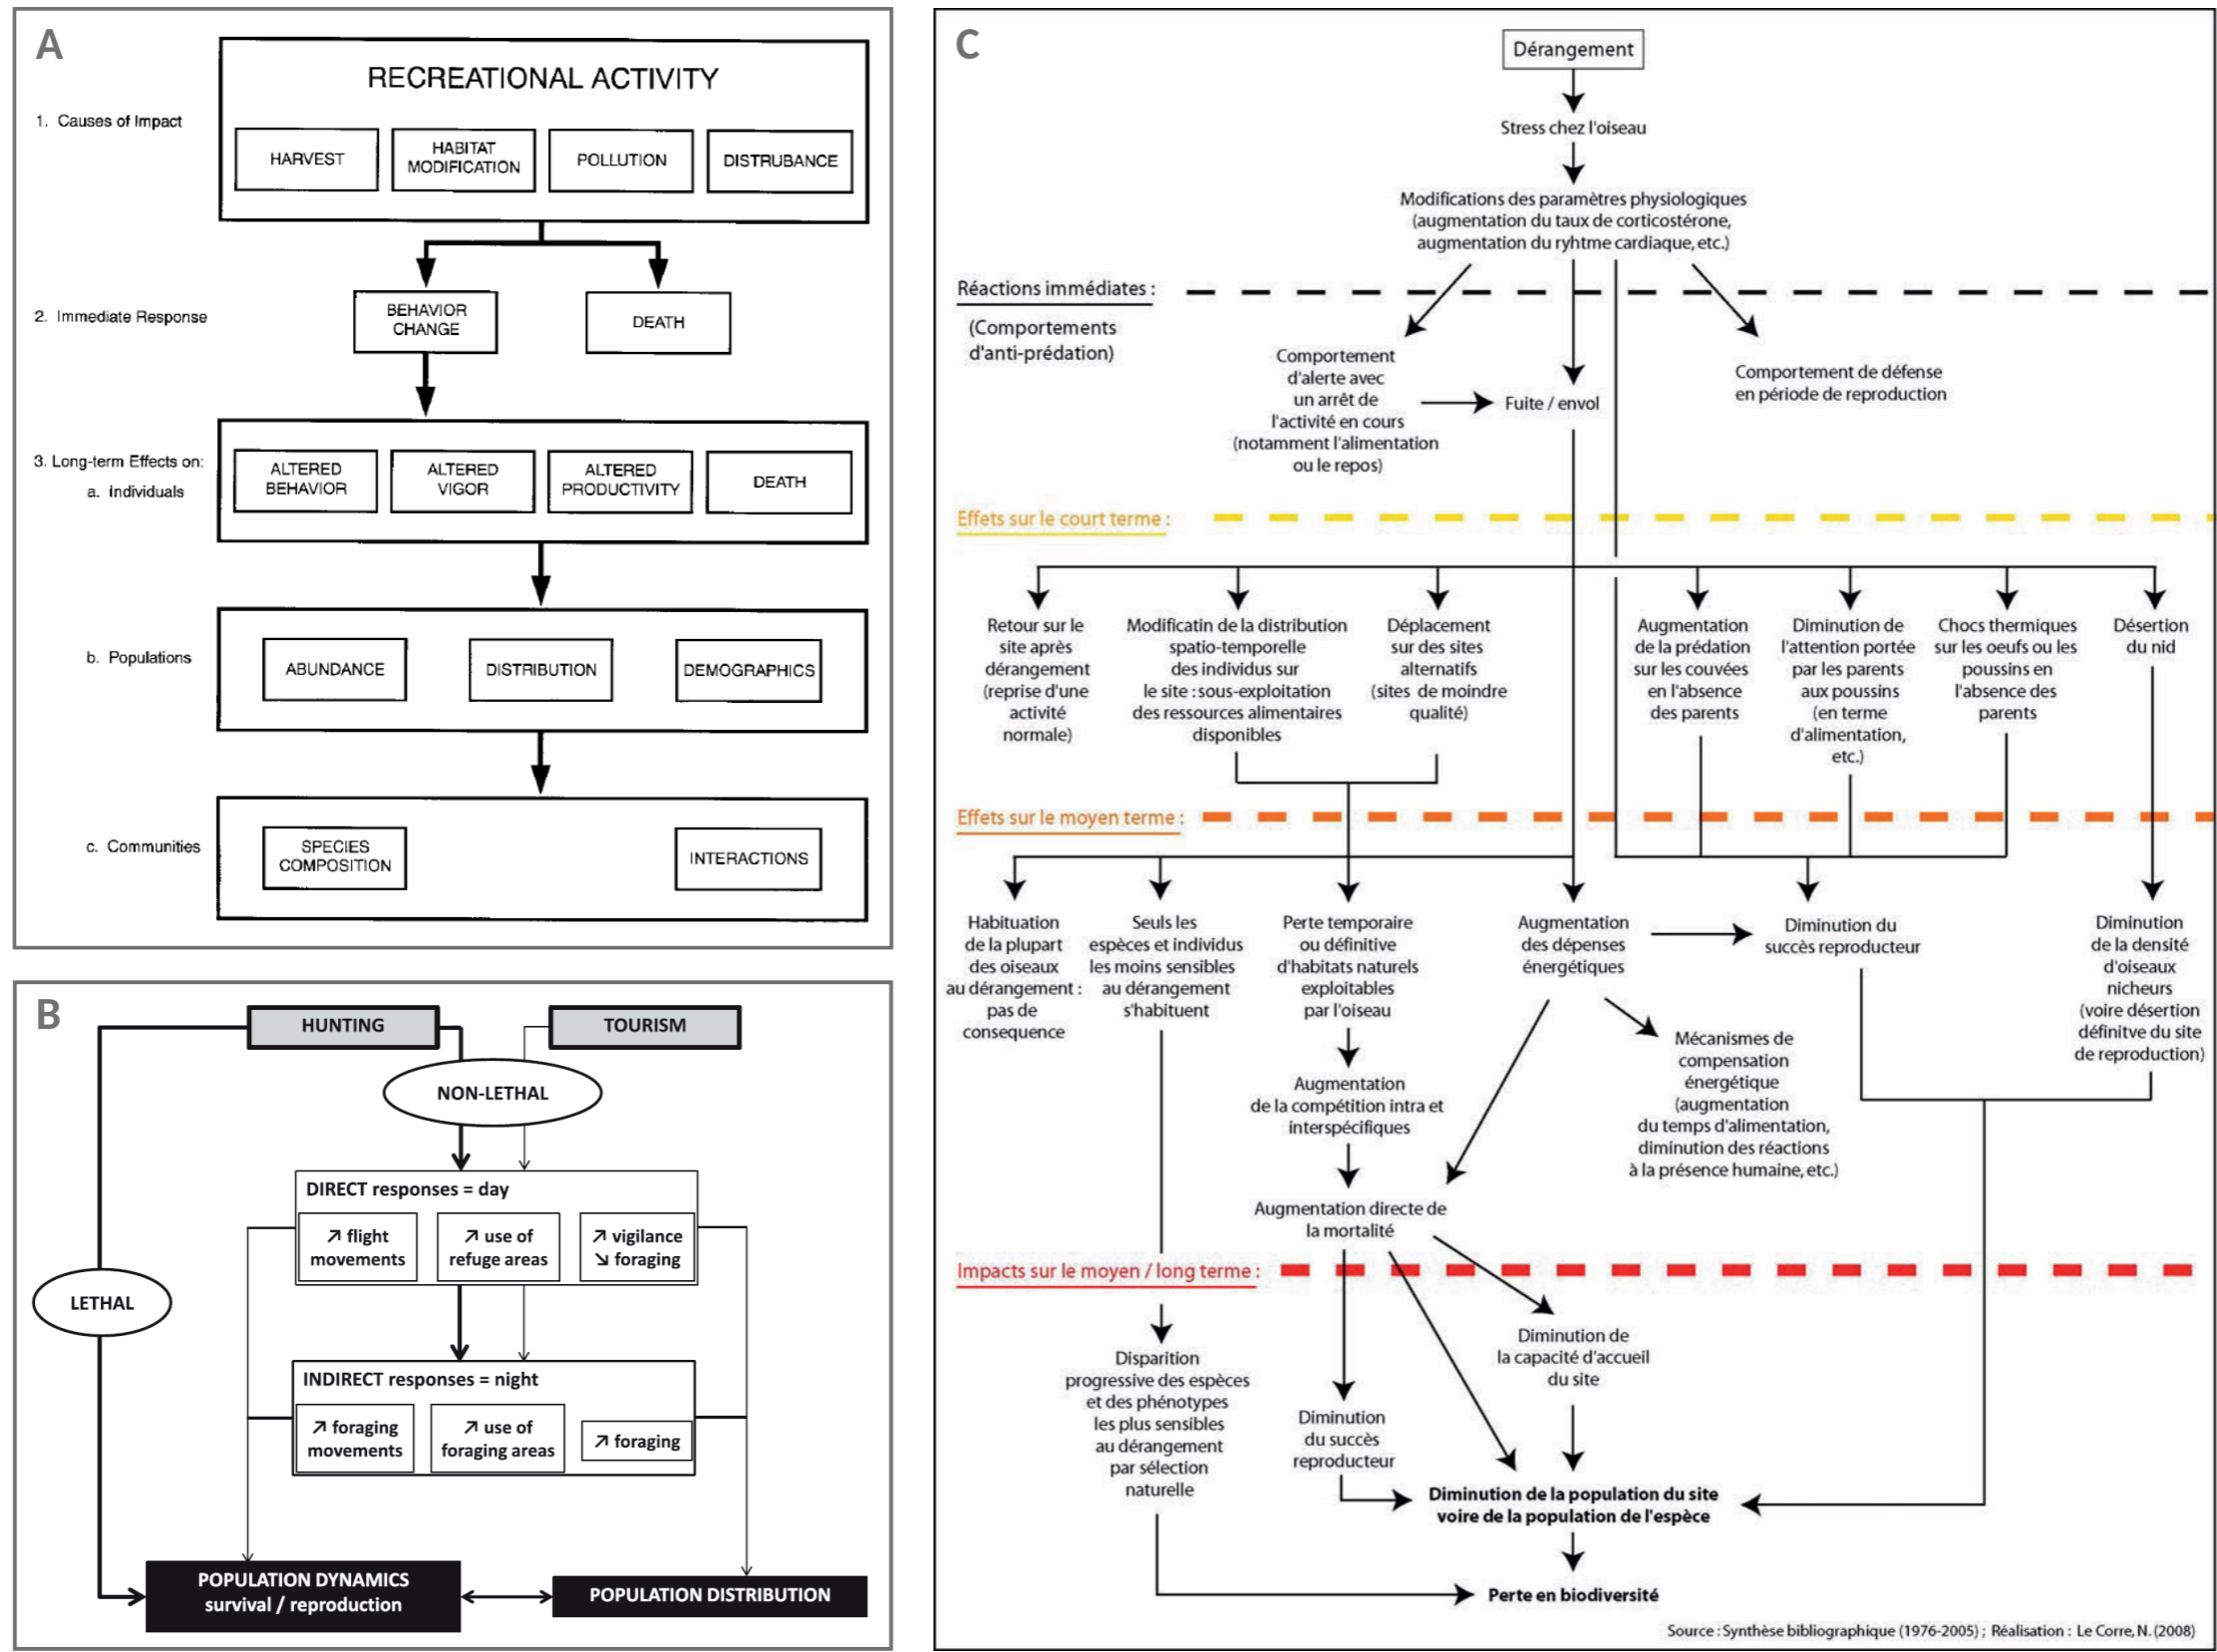 A
RECREATIONAL ACTIVITY
1. Causes of Impact
HARVEST
HABITAT
MODIFICATION
POLLUTION
DISTRUBANCE
2. Immediate Response
BEHAVIOR
CHANGE
DEATH
3. Long-term Effects on:
a. Individuals
ALTERED
BEHAVIOR
ALTERED
VIGOR
ALTERED
PRODUCTIVITY
DEATH
b. Populations
ABUNDANCE
DISTRIBUTION
DEMOGRAPHICS
c. Communities
SPECIES
COMPOSITION
INTERACTIONS
B
HUNTING
TOURISM
NON-LETHAL
DIRECT responses = day
↗ flight
movements
↗ use of
refuge areas
↗ vigilance
↘ foraging
LETHAL
INDIRECT responses = night
↗ foraging
movements
↗ use of
foraging areas
↗ foraging
POPULATION DYNAMICS
survival / reproduction
POPULATION DISTRIBUTION
C
Dérangement
Stress chez l'oiseau
Modifications des paramètres physiologiques
(augmentation du taux de corticostérone,
augmentation du ryhtme cardiaque, etc.)
Réactions immédiates :
(Comportements
d'anti-prédation)
Comportement
d'alerte avec
un arrêt de
l'activité en cours
(notamment l'alimentation
ou le repos)
Fuite / envol
Comportement de défense
en période de reproduction
Effets sur le court terme :
Retour sur le
site après
dérangement
(reprise d'une
activité
normale)
Modificatin de la distribution
spatio-temporelle
des individus sur
le site : sous-exploitation
des ressources alimentaires
disponibles
Déplacement
sur des sites
alternatifs
(sites de moindre
qualité)
Augmentation
de la prédation
sur les couvées
en l'absence
des parents
Diminution de
l'attention portée
par les parents
aux poussins
(en terme
d'alimentation,
etc.)
Chocs thermiques
sur les oeufs ou les
poussins en
l'absence des
parents
Désertion
du nid
Effets sur le moyen terme :
Habituation
de la plupart
des oiseaux
au dérangement :
pas de
consequence
Seuls les
espèces et individus
les moins sensibles
au dérangement
s'habituent
Perte temporaire
ou définitive
d'habitats naturels
exploitables
par l'oiseau
Augmentation
des dépenses
énergétiques
Diminution du
succès reproducteur
Diminution
de la densité
d'oiseaux
nicheurs
(voire désertion
définitve du site
de reproduction)
Mécanismes de
compensation
énergétique
(augmentation
du temps d'alimentation,
diminution des réactions
à la présence humaine, etc.)
Augmentation
de la compétition intra et
interspécifiques
Augmentation directe de
la mortalité
Impacts sur le moyen / long terme :
Disparition
progressive des espèces
et des phénotypes
les plus sensibles
au dérangement
par sélection
naturelle
Diminution
du succès
reproducteur
Diminution de
la capacité d'accueil
du site
Diminution de la population du site
voire de la population de l'espèce
Perte en biodiversité
Source : Synthèse bibliographique (1976-2005) ; Réalisation : Le Corre, N. (2008)